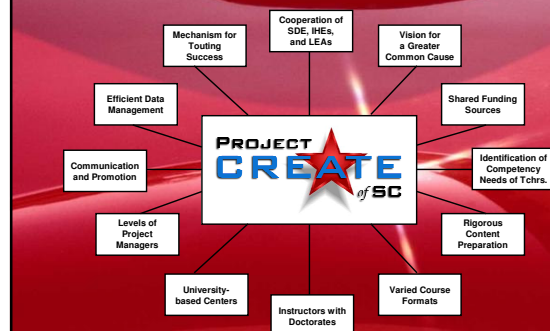 Cooperation of
SDE, IHEs,
and LEAs
Mechanism for
Touting
Success
Vision for
a Greater
Common Cause
Efficient Data
Management
Shared Funding
Sources
PROJECT
CREATE
of SC
Communication
and Promotion
Identification of
Competency
Needs of Tchrs.
Levels of
Project
Managers
Rigorous
Content
Preparation
University-
based Centers
Instructors with
Doctorates
Varied Course
Formats